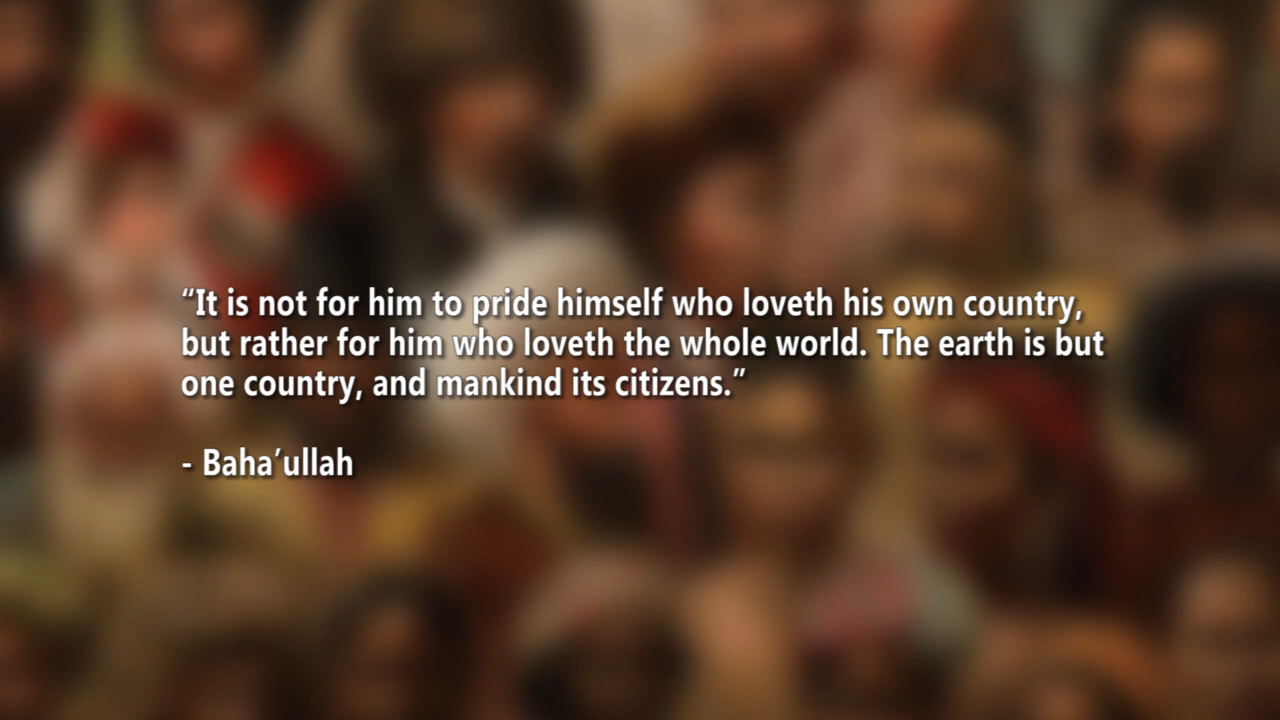 “It is not for him to pride himself who loveth his own country,
but rather for him who loveth the whole world. The earth is but
one country, and mankind its citizens.”
- Baha’ullah